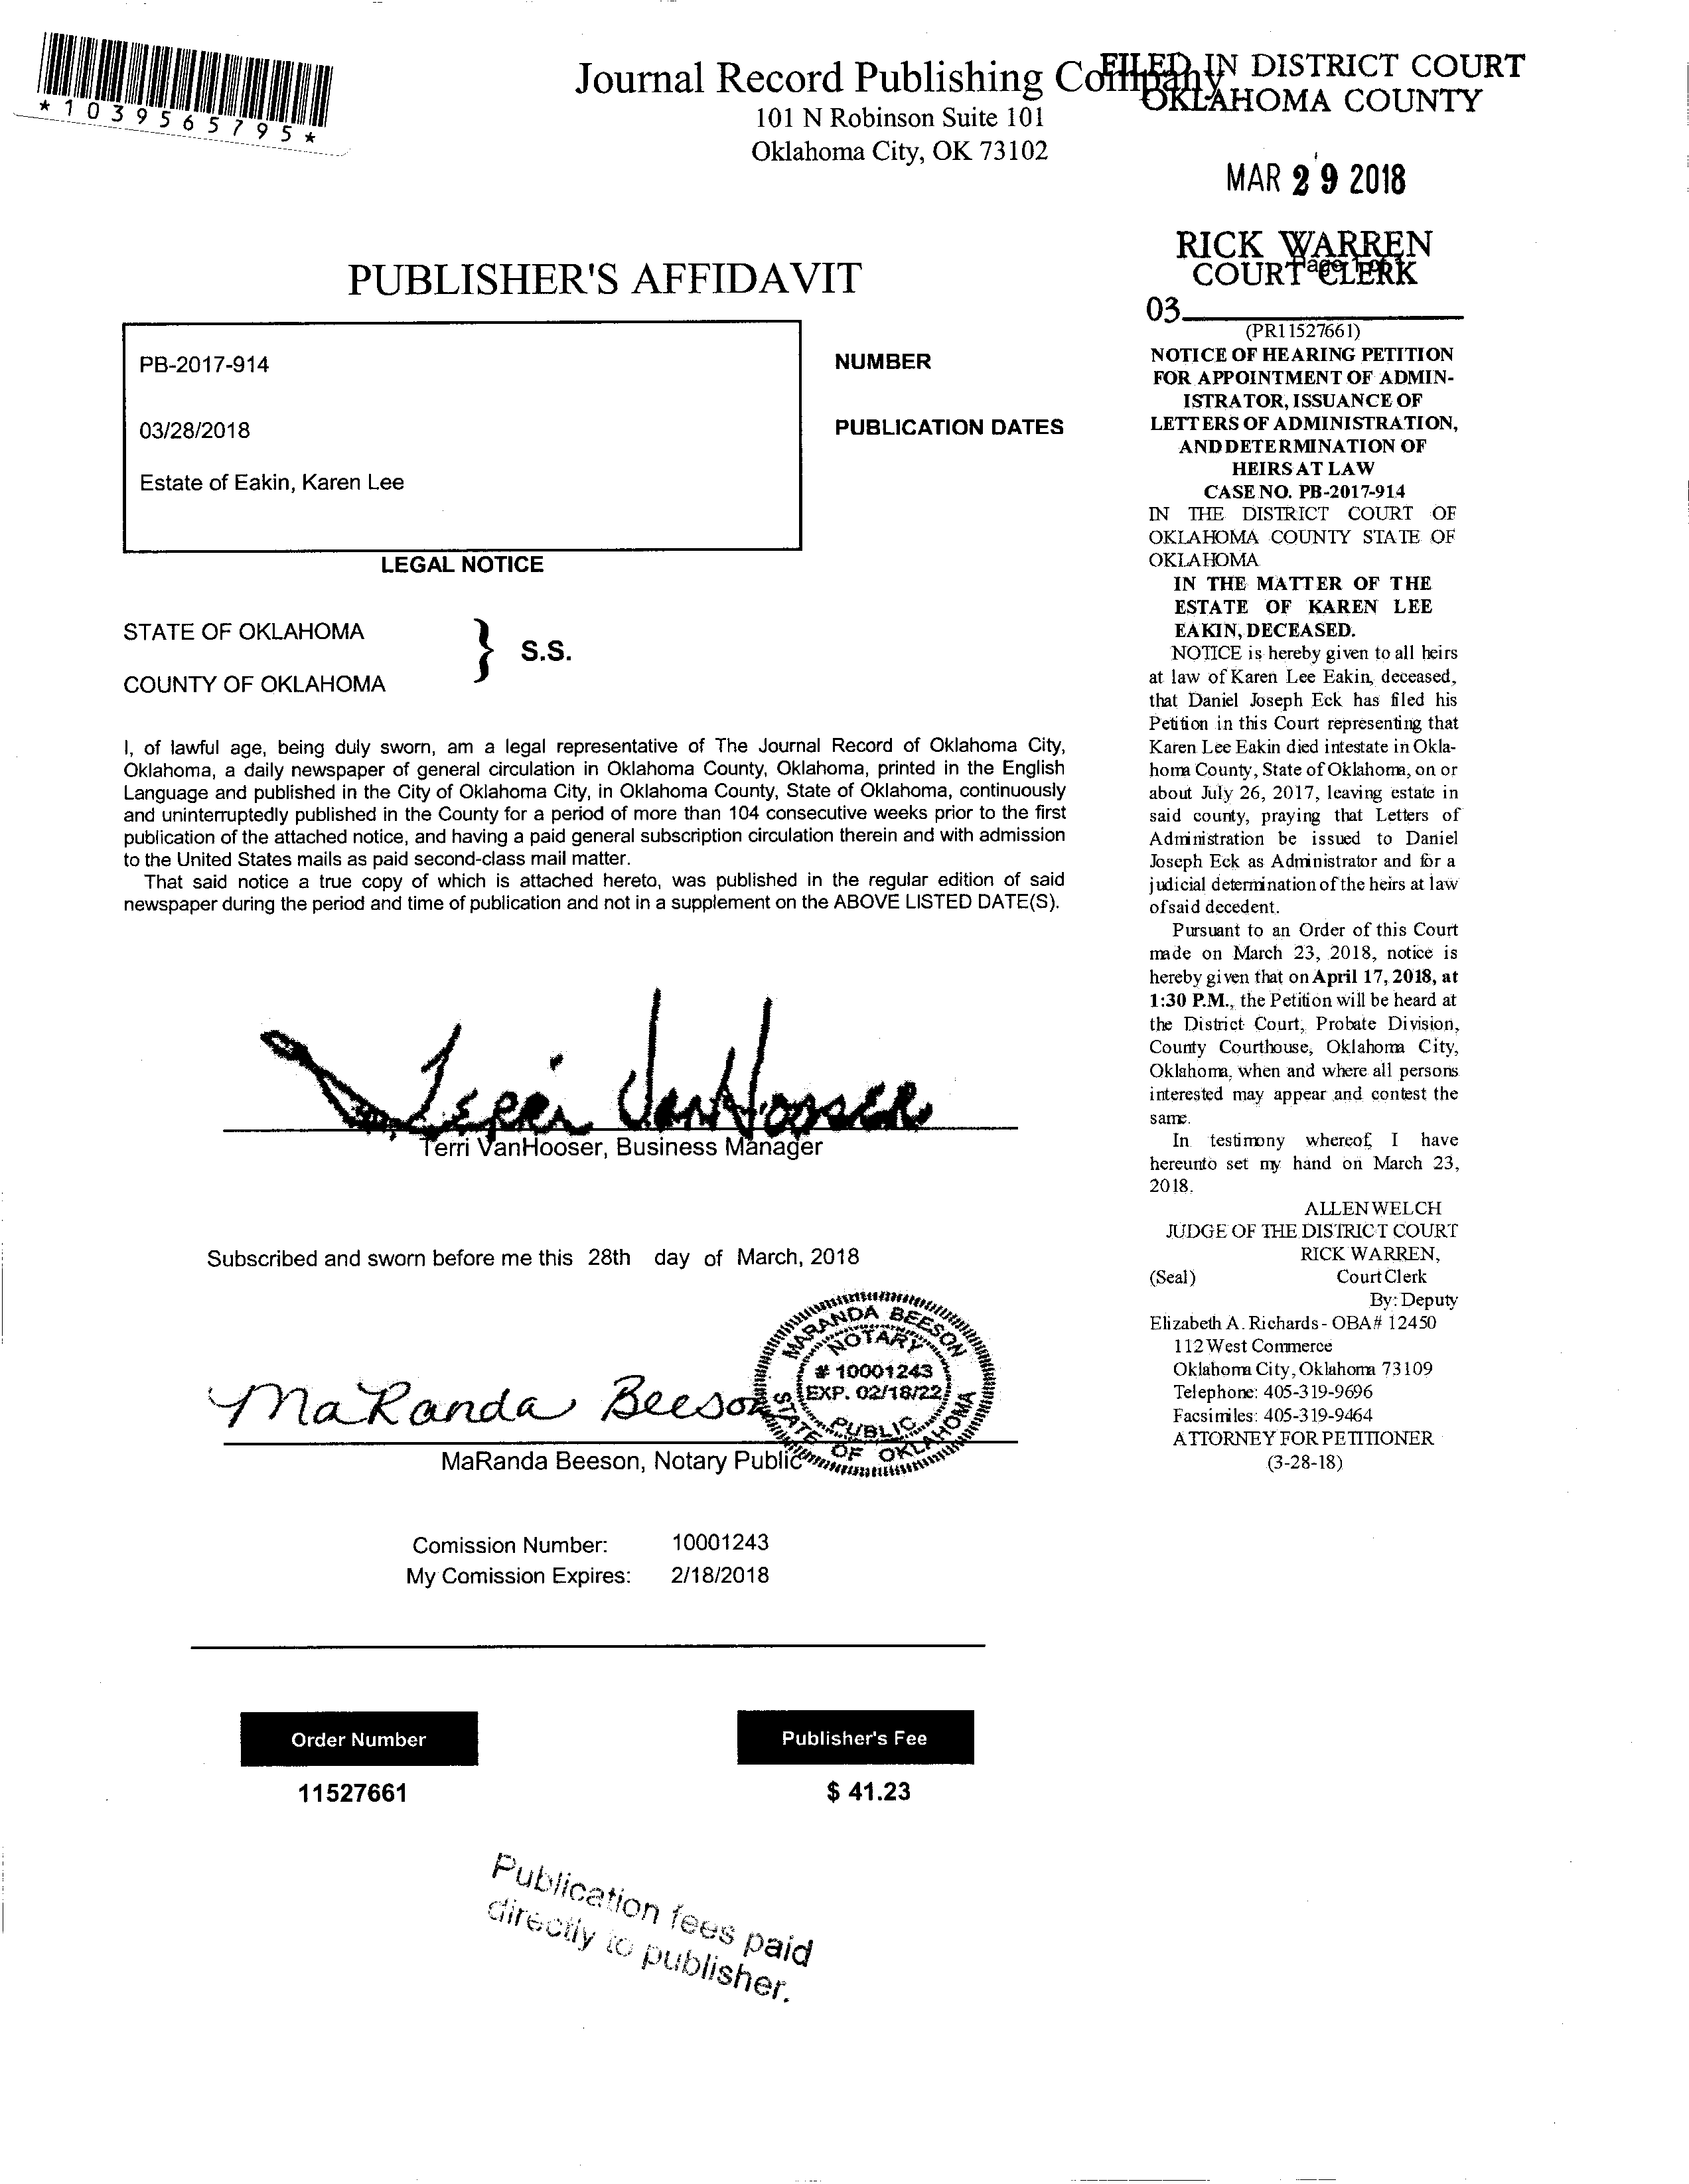 *1039565795*
Journal Record Publishing Company
101 N Robinson Suite 101
Oklahoma City, OK 73102
FILED IN DISTRICT COURT
OKLAHOMA COUNTY
MAR 29 2018
RICK WARREN
COURT CLERK
Page 1 of 1
03
PUBLISHER'S AFFIDAVIT
PB-2017-914
NUMBER
03/28/2018
PUBLICATION DATES
Estate of Eakin, Karen Lee
LEGAL NOTICE
STATE OF OKLAHOMA
} S.S.
COUNTY OF OKLAHOMA
I, of lawful age, being duly sworn, am a legal representative of The Journal Record of Oklahoma City,
Oklahoma, a daily newspaper of general circulation in Oklahoma County, Oklahoma, printed in the English
Language and published in the City of Oklahoma City, in Oklahoma County, State of Oklahoma, continuously
and uninterruptedly published in the County for a period of more than 104 consecutive weeks prior to the first
publication of the attached notice, and having a paid general subscription circulation therein and with admission
to the United States mails as paid second-class mail matter.
That said notice a true copy of which is attached hereto, was published in the regular edition of said
newspaper during the period and time of publication and not in a supplement on the ABOVE LISTED DATE(S).
Terri VanHooser
Terri VanHooser, Business Manager
Subscribed and sworn before me this 28th day of March, 2018
MaRanda Beeson
MARANDA BEESON
NOTARY
# 10001243
EXP. 02/18/22
PUBLIC
STATE OF OKLAHOMA
MaRanda Beeson, Notary Public
Comission Number: 10001243
My Comission Expires: 2/18/2018
Order Number
Publisher's Fee
11527661
$ 41.23
Publication fees paid
directly to publisher.
(PR11527661)
NOTICE OF HEARING PETITION
FOR APPOINTMENT OF ADMIN-
ISTRATOR, ISSUANCE OF
LETTERS OF ADMINISTRATION,
AND DETERMINATION OF
HEIRS AT LAW
CASE NO. PB-2017-914
IN THE DISTRICT COURT OF
OKLAHOMA COUNTY STATE OF
OKLAHOMA
IN THE MATTER OF THE
ESTATE OF KAREN LEE
EAKIN, DECEASED.
NOTICE is hereby given to all heirs
at law of Karen Lee Eakin, deceased,
that Daniel Joseph Eck has filed his
Petition in this Court representing that
Karen Lee Eakin died intestate in Okla-
homa County, State of Oklahoma, on or
about July 26, 2017, leaving estate in
said county, praying that Letters of
Administration be issued to Daniel
Joseph Eck as Administrator and for a
judicial determination of the heirs at law
of said decedent.
Pursuant to an Order of this Court
made on March 23, 2018, notice is
hereby given that on April 17, 2018, at
1:30 P.M., the Petition will be heard at
the District Court, Probate Division,
County Courthouse, Oklahoma City,
Oklahoma, when and where all persons
interested may appear and contest the
same.
In testimony whereof, I have
hereunto set my hand on March 23,
2018.
ALLEN WELCH
JUDGE OF THE DISTRICT COURT
RICK WARREN,
(Seal) Court Clerk
By: Deputy
Elizabeth A. Richards - OBA# 12450
112 West Commerce
Oklahoma City, Oklahoma 73109
Telephone: 405-319-9696
Facsimiles: 405-319-9464
ATTORNEY FOR PETITIONER
(3-28-18)